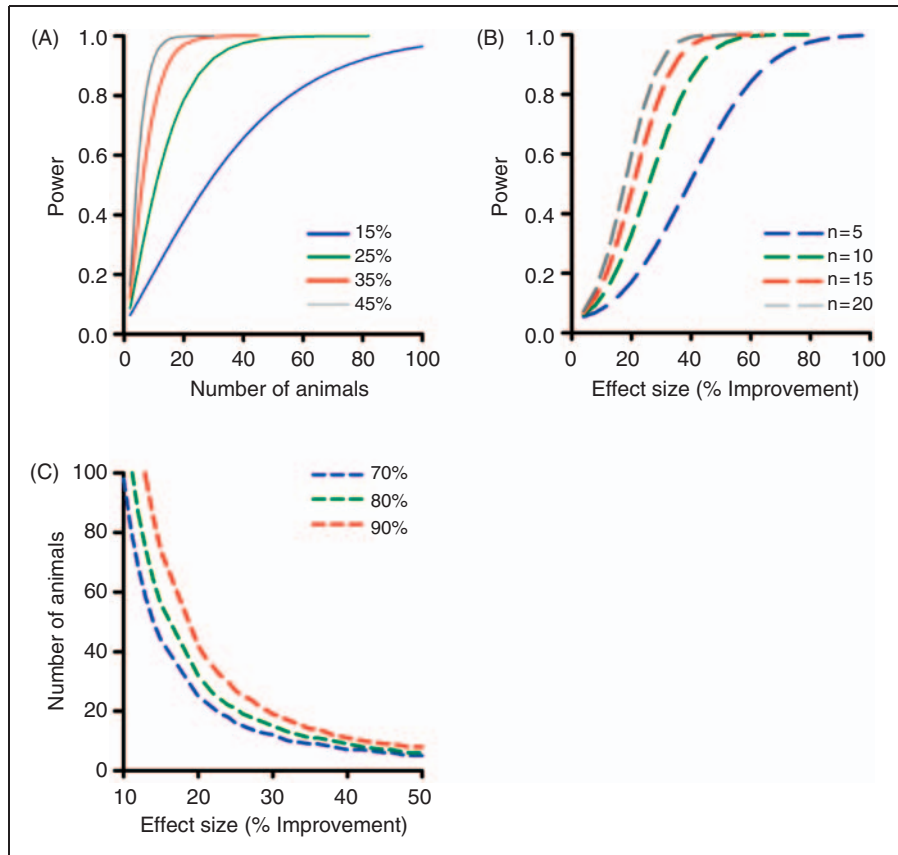 (A)
1.0
0.8
0.6
0.4
0.2
0.0
Power
15%
25%
35%
45%
0 20 40 60 80 100
Number of animals
(B)
1.0
0.8
0.6
0.4
0.2
0.0
Power
n=5
n=10
n=15
n=20
0 20 40 60 80 100
Effect size (% Improvement)
(C)
100
80
60
40
20
0
Number of animals
70%
80%
90%
10 20 30 40 50
Effect size (% Improvement)